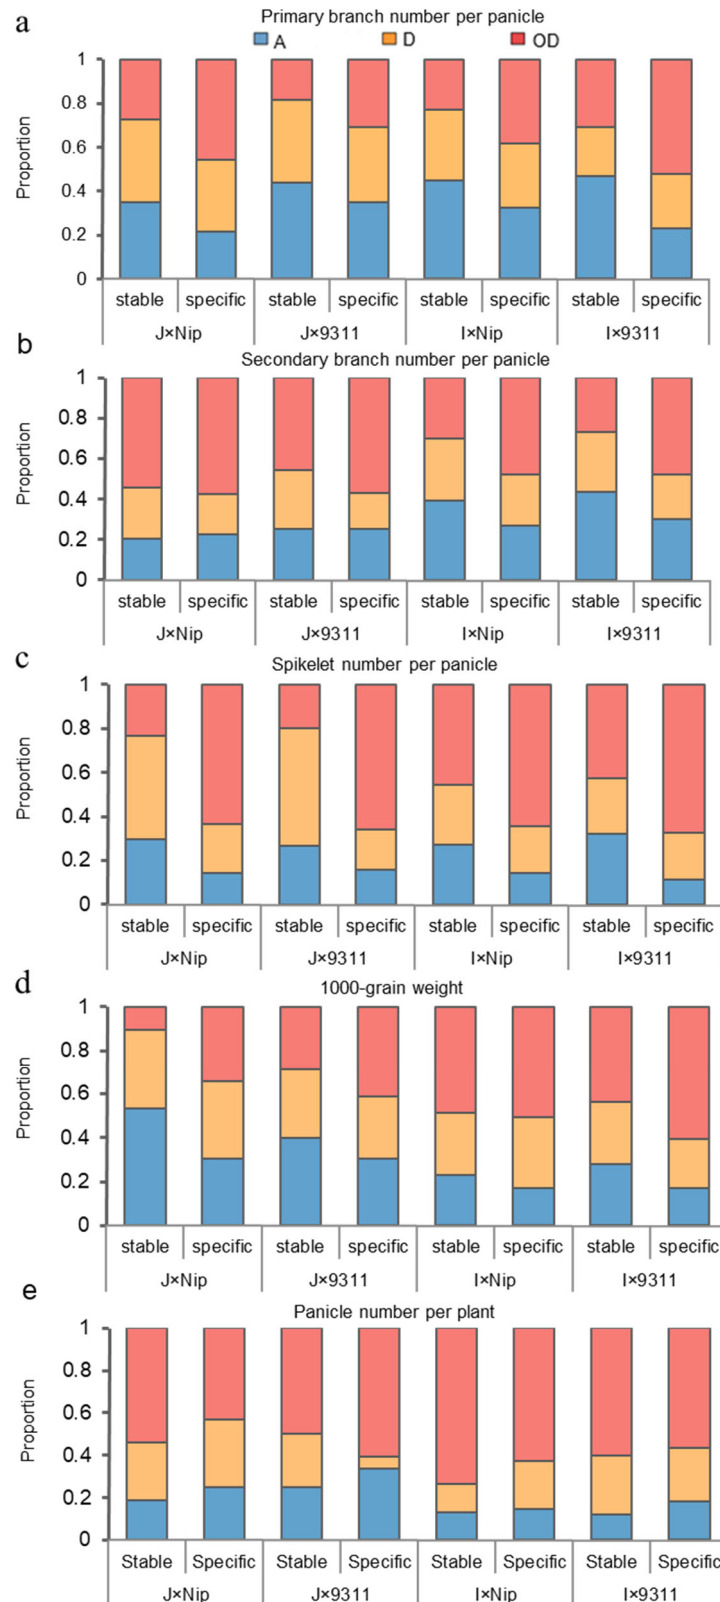 a
Primary branch number per panicle
A D OD
1
0.8
0.6
0.4
0.2
0
Proportion
stable specific stable specific stable specific stable specific
J×Nip J×9311 I×Nip I×9311
b
Secondary branch number per panicle
1
0.8
0.6
0.4
0.2
0
Proportion
stable specific stable specific stable specific stable specific
J×Nip J×9311 I×Nip I×9311
c
Spikelet number per panicle
1
0.8
0.6
0.4
0.2
0
Proportion
stable specific stable specific stable specific stable specific
J×Nip J×9311 I×Nip I×9311
d
1000-grain weight
1
0.8
0.6
0.4
0.2
0
Proportion
stable specific stable specific stable specific stable specific
J×Nip J×9311 I×Nip I×9311
e
Panicle number per plant
1
0.8
0.6
0.4
0.2
0
Proportion
Stable Specific Stable Specific Stable Specific Stable Specific
J×Nip J×9311 I×Nip I×9311